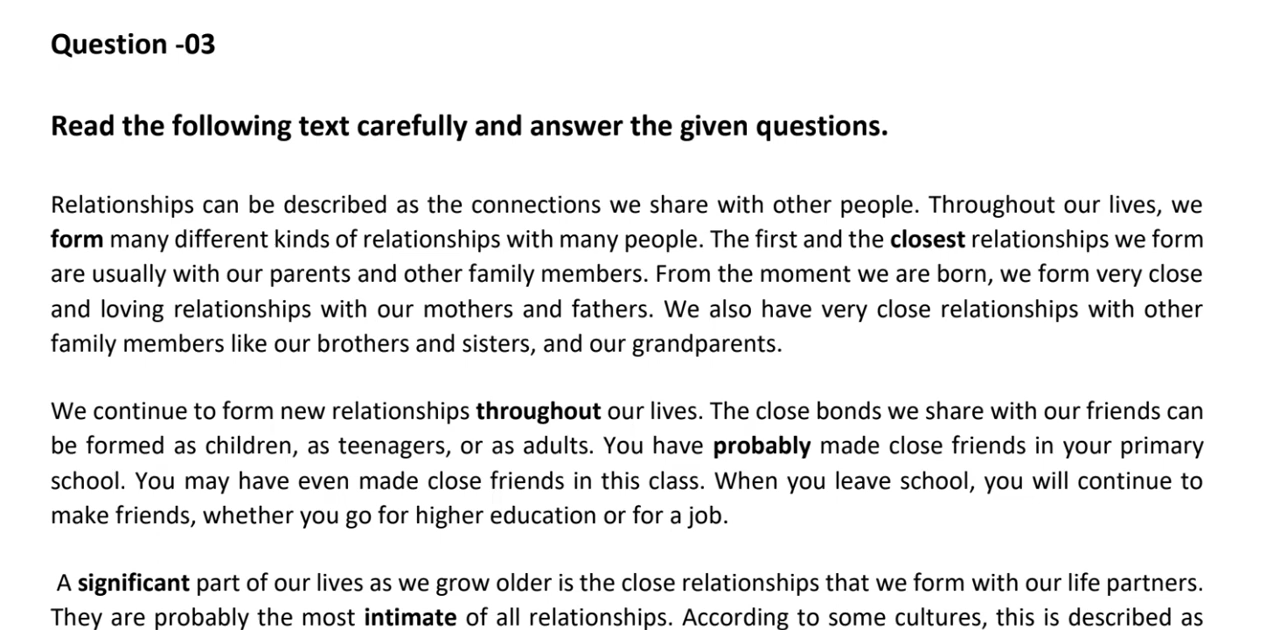 Question -03
Read the following text carefully and answer the given questions.
Relationships can be described as the connections we share with other people. Throughout our lives, we
form many different kinds of relationships with many people. The first and the closest relationships we form
are usually with our parents and other family members. From the moment we are born, we form very close
and loving relationships with our mothers and fathers. We also have very close relationships with other
family members like our brothers and sisters, and our grandparents.
We continue to form new relationships throughout our lives. The close bonds we share with our friends can
be formed as children, as teenagers, or as adults. You have probably made close friends in your primary
school. You may have even made close friends in this class. When you leave school, you will continue to
make friends, whether you go for higher education or for a job.
A significant part of our lives as we grow older is the close relationships that we form with our life partners.
They are probably the most intimate of all relationships. According to some cultures, this is described as